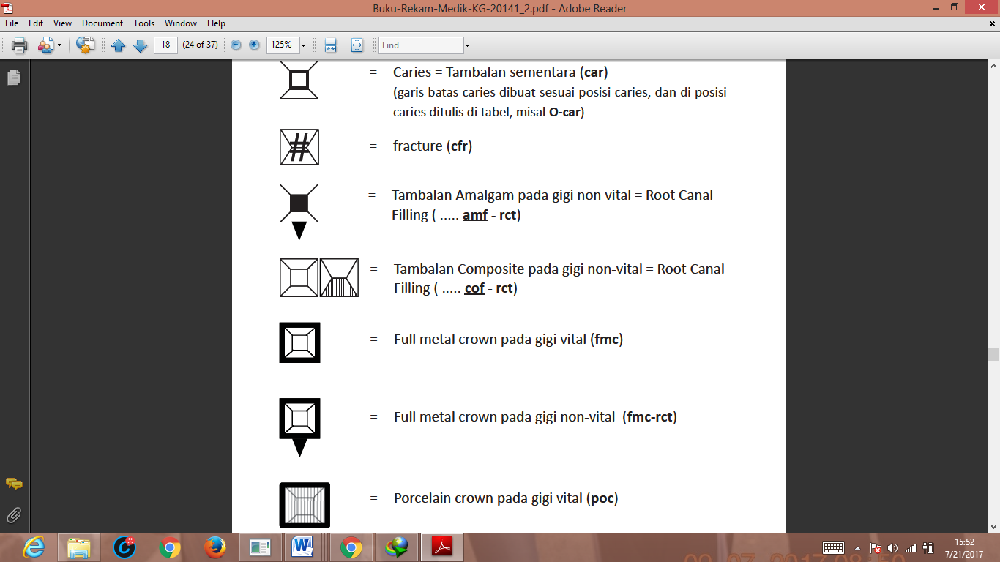 Buku-Rekam-Medik-KG-20141_2.pdf - Adobe Reader
File Edit View Document Tools Window Help
18 (24 of 37) 125% Find
= Caries = Tambalan sementara (car)
(garis batas caries dibuat sesuai posisi caries, dan di posisi
caries ditulis di tabel, misal O-car)
# = fracture (cfr)
= Tambalan Amalgam pada gigi non vital = Root Canal
Filling ( ..... amf - rct)
= Tambalan Composite pada gigi non-vital = Root Canal
Filling ( ..... cof - rct)
= Full metal crown pada gigi vital (fmc)
= Full metal crown pada gigi non-vital (fmc-rct)
= Porcelain crown pada gigi vital (poc)
15:52
7/21/2017